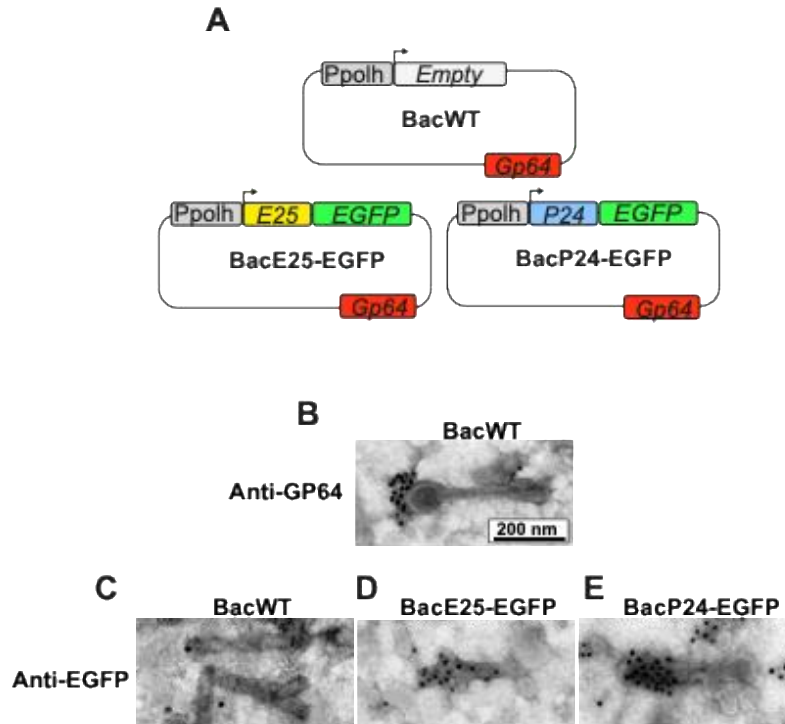 A
Ppolh Empty
BacWT
Gp64
Ppolh E25 EGFP
BacE25-EGFP
Gp64
Ppolh P24 EGFP
BacP24-EGFP
Gp64
B
BacWT
Anti-GP64
200 nm
C
BacWT
D
BacE25-EGFP
E
BacP24-EGFP
Anti-EGFP